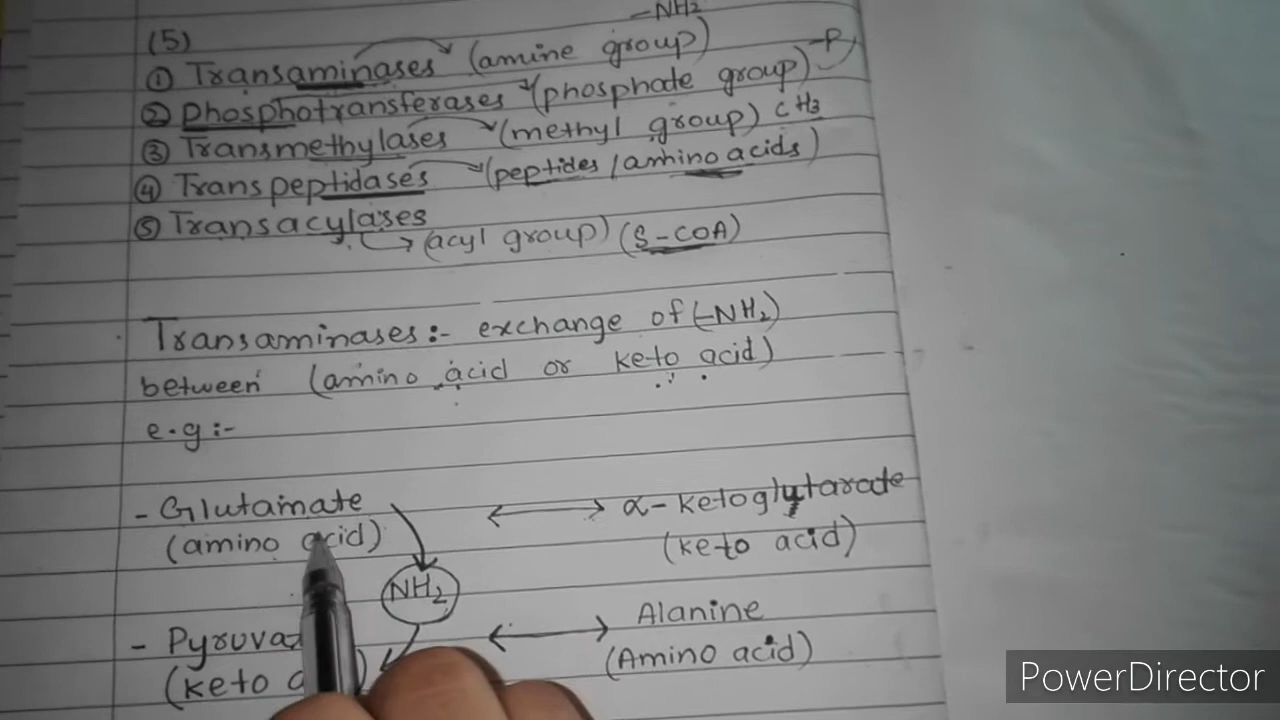 -NH2
(5)
① Transaminases (amine group)
② Phosphotransferases (phosphate group) -P
③ Transmethylases (methyl group) CH3
④ Transpeptidases (peptides / amino acids)
⑤ Transacylases
(acyl group) (S-COA)
Transaminases:- exchange of (-NH2)
between (amino acid or keto acid)
e.g:-
- Glutamate ↔ α-ketoglutarate
(amino acid) (keto acid)
NH2
- ↔ Alanine
(keto (Amino acid)
PowerDirector